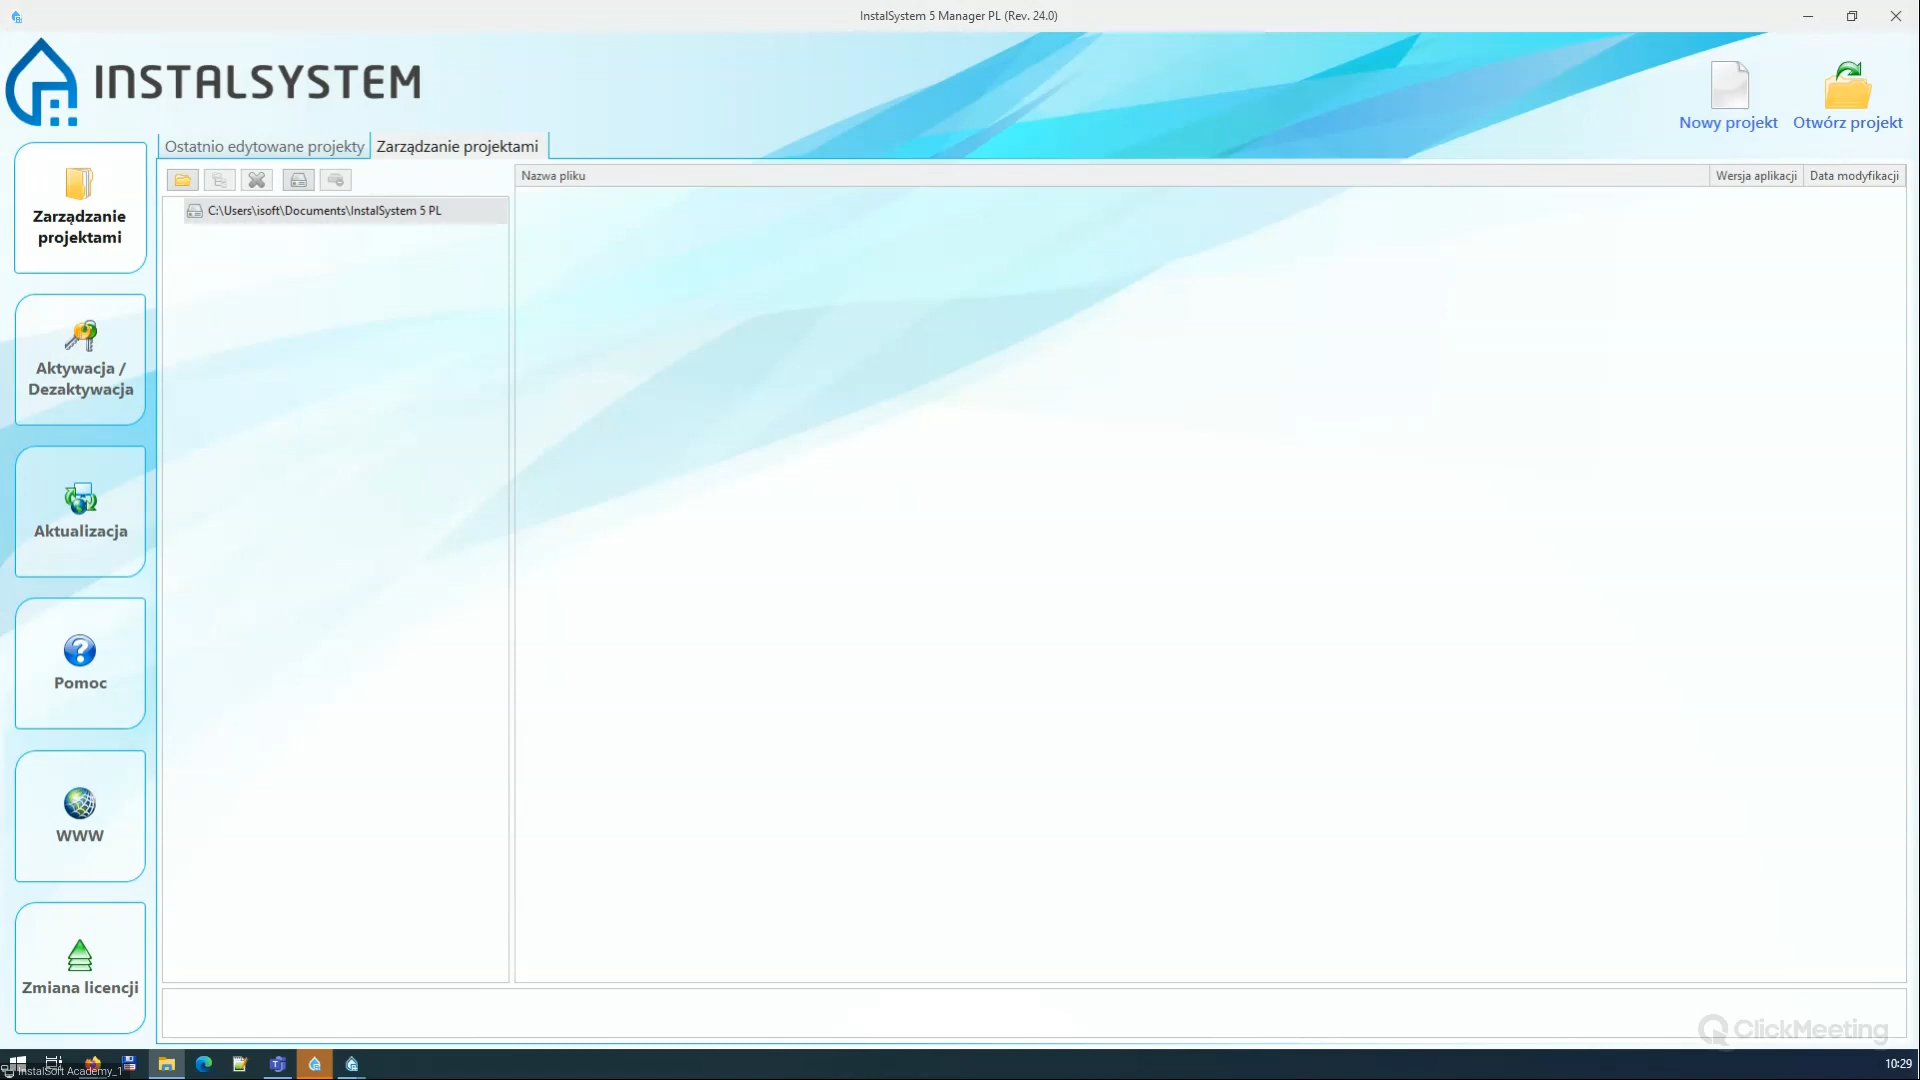 InstalSystem 5 Manager PL (Rev. 24.0)
INSTALSYSTEM
Nowy projekt
Otwórz projekt
Ostatnio edytowane projekty
Zarządzanie projektami
Zarządzanie
projektami
Nazwa pliku
Wersja aplikacji
Data modyfikacji
C:\Users\isoft\Documents\InstalSystem 5 PL
Aktywacja /
Dezaktywacja
Aktualizacja
Pomoc
WWW
Zmiana licencji
ClickMeeting
InstalSoft Academy_1
10:29